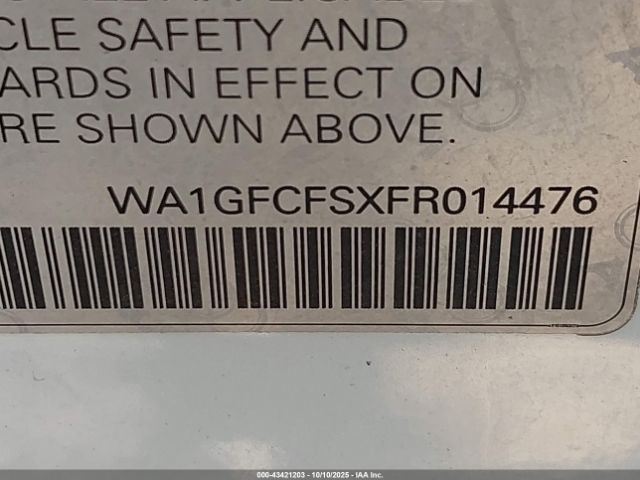 CLE SAFETY AND
ARDS IN EFFECT ON
RE SHOWN ABOVE.
WA1GFCFSXFR014476
000-43421203 - 10/10/2025 - IAA Inc.